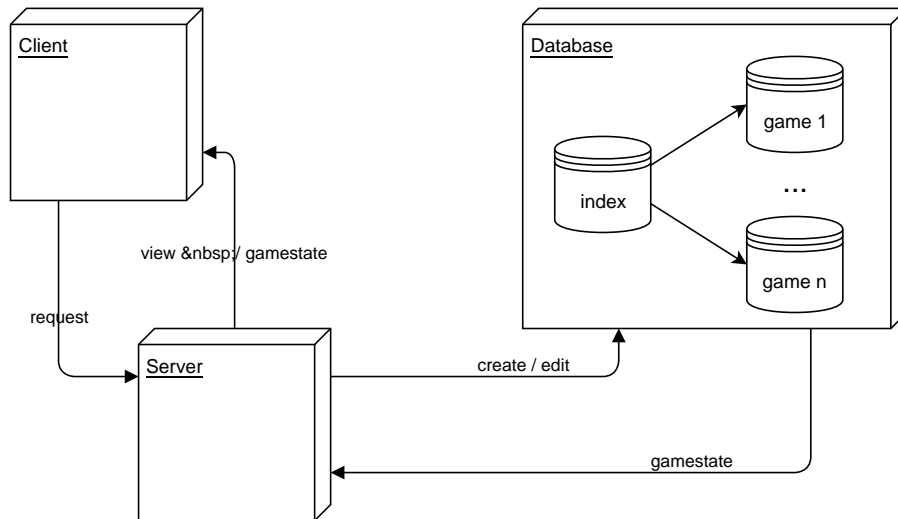 Client
Database
game 1
index
...
game n
view &nbsp;/ gamestate
request
Server
create / edit
gamestate